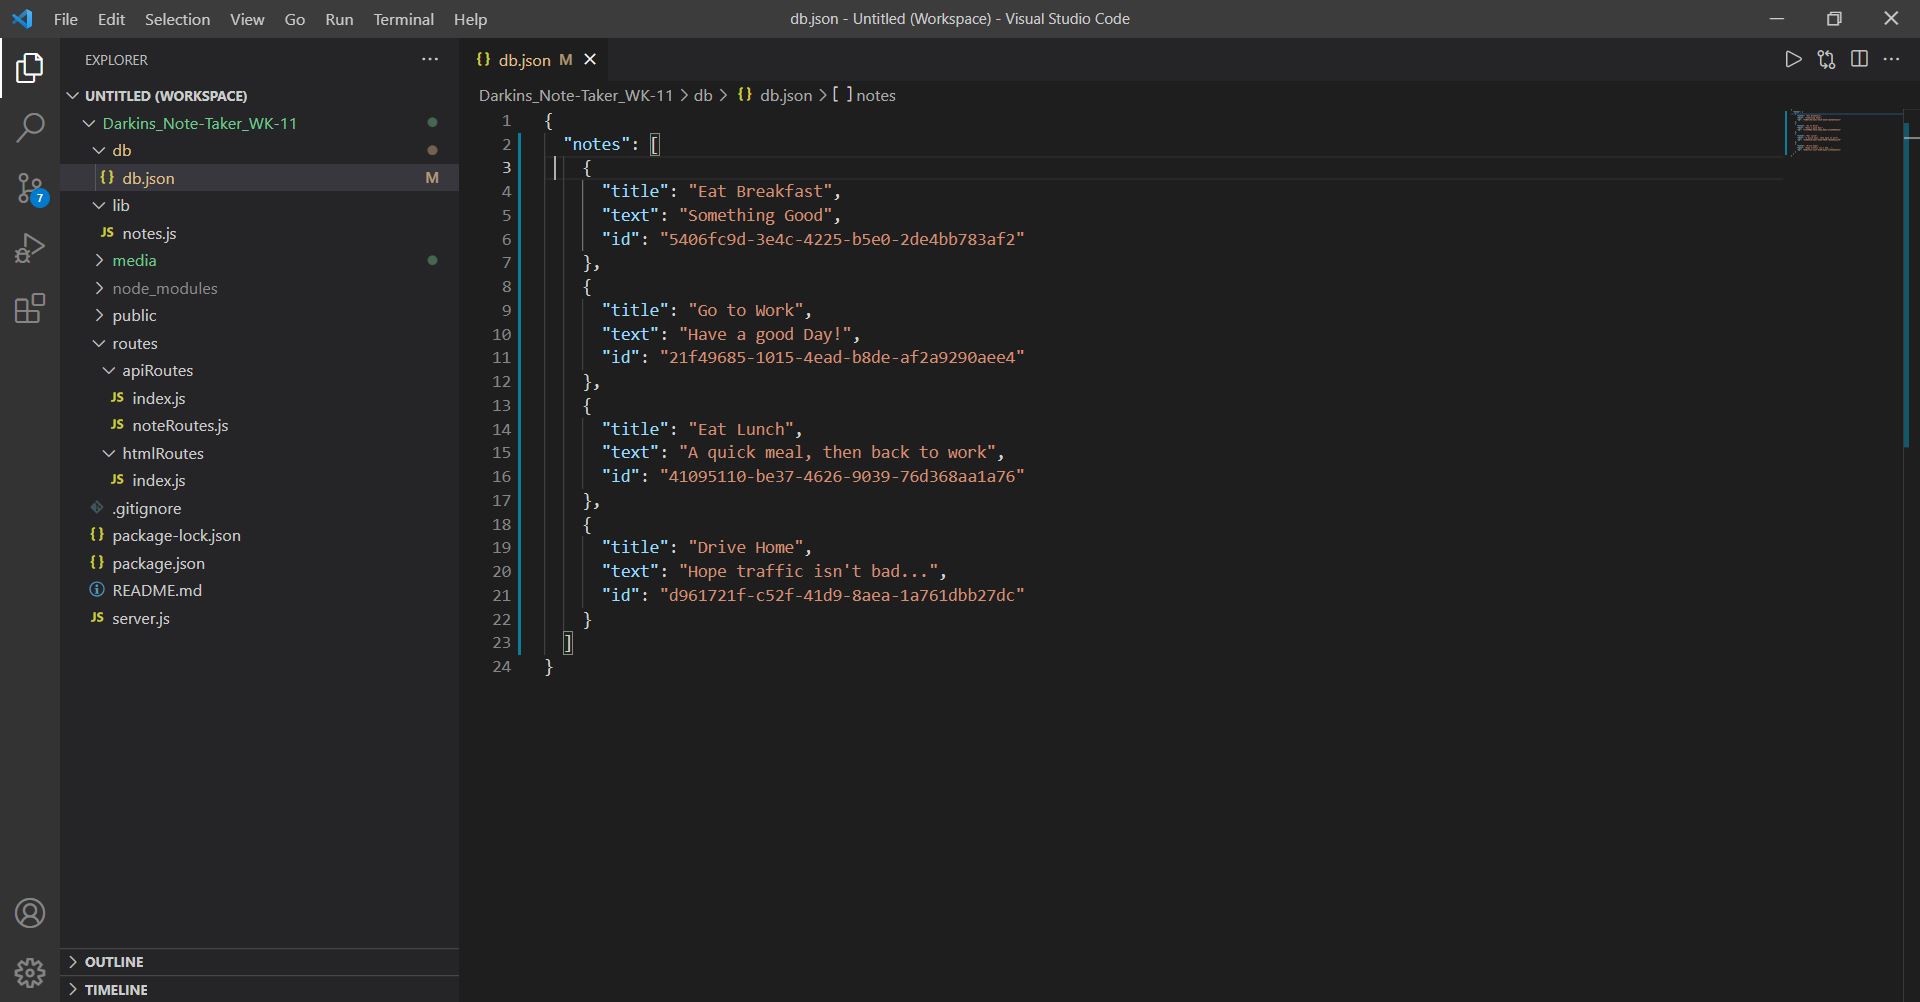 File Edit Selection View Go Run Terminal Help
db.json - Untitled (Workspace) - Visual Studio Code
EXPLORER
UNTITLED (WORKSPACE)
Darkins_Note-Taker_WK-11
db
{} db.json M
lib
JS notes.js
media
node_modules
public
routes
apiRoutes
JS index.js
JS noteRoutes.js
htmlRoutes
JS index.js
.gitignore
{} package-lock.json
{} package.json
README.md
JS server.js
OUTLINE
TIMELINE
7
{} db.json M
Darkins_Note-Taker_WK-11 > db > {} db.json > [ ] notes
1 {
2 "notes": [
3 {
4 "title": "Eat Breakfast",
5 "text": "Something Good",
6 "id": "5406fc9d-3e4c-4225-b5e0-2de4bb783af2"
7 },
8 {
9 "title": "Go to Work",
10 "text": "Have a good Day!",
11 "id": "21f49685-1015-4ead-b8de-af2a9290aee4"
12 },
13 {
14 "title": "Eat Lunch",
15 "text": "A quick meal, then back to work",
16 "id": "41095110-be37-4626-9039-76d368aa1a76"
17 },
18 {
19 "title": "Drive Home",
20 "text": "Hope traffic isn't bad...",
21 "id": "d961721f-c52f-41d9-8aea-1a761dbb27dc"
22 }
23 ]
24 }